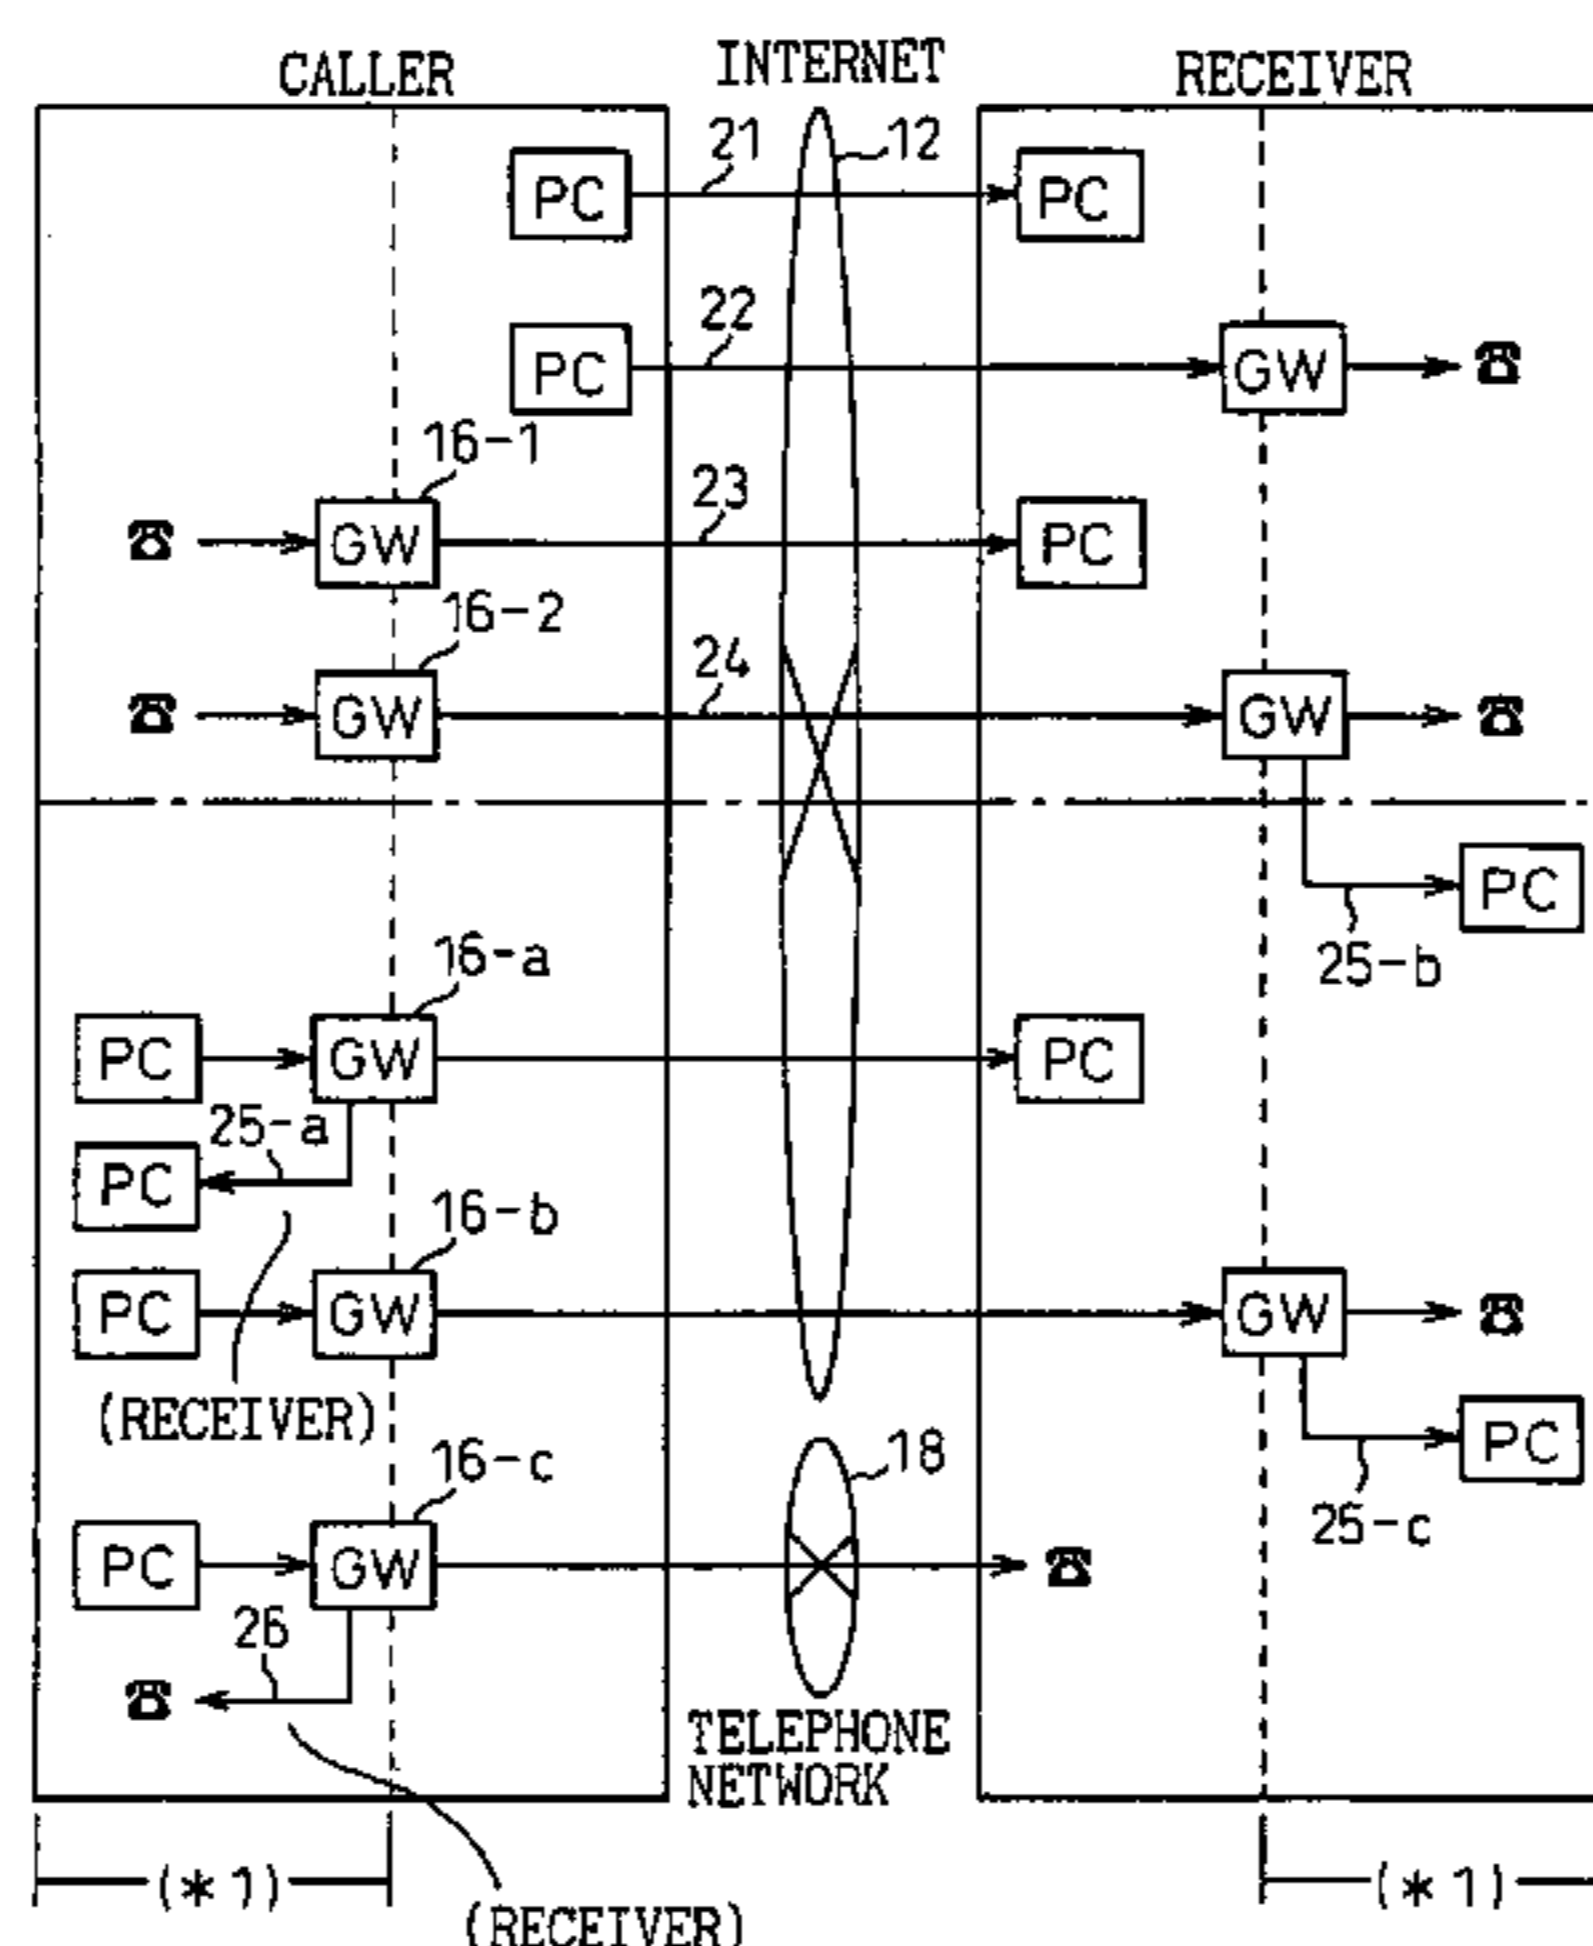 CALLER INTERNET RECEIVER
21 12
PC PC
22
PC GW
16-1
23
GW PC
16-2
24
GW GW
PC
25-b
16-a
PC GW PC
25-a
PC
16-b
PC GW GW
(RECEIVER)
PC
16-c 18
25-c
PC GW
26
TELEPHONE
NETWORK
(*1) (*1)
(RECEIVER)